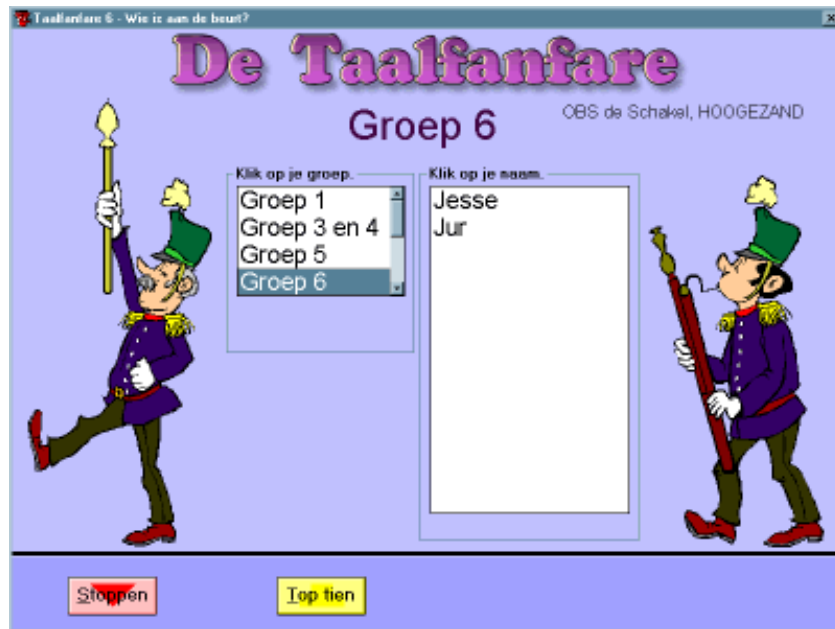 Taalfanfare 6 - Wie is aan de beurt?
De Taalfanfare
Groep 6
OBS de Schakel, HOOGEZAND
Klik op je groep.
Groep 1
Groep 3 en 4
Groep 5
Groep 6
Klik op je naam.
Jesse
Jur
Stoppen
Top tien